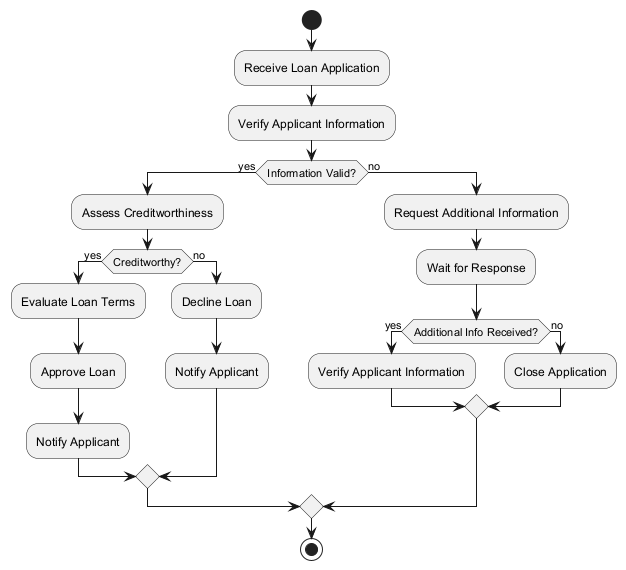 Receive Loan Application
Verify Applicant Information
yes
Information Valid?
no
Assess Creditworthiness
yes
Creditworthy?
no
Evaluate Loan Terms
Decline Loan
Approve Loan
Notify Applicant
Notify Applicant
Request Additional Information
Wait for Response
yes
Additional Info Received?
no
Verify Applicant Information
Close Application